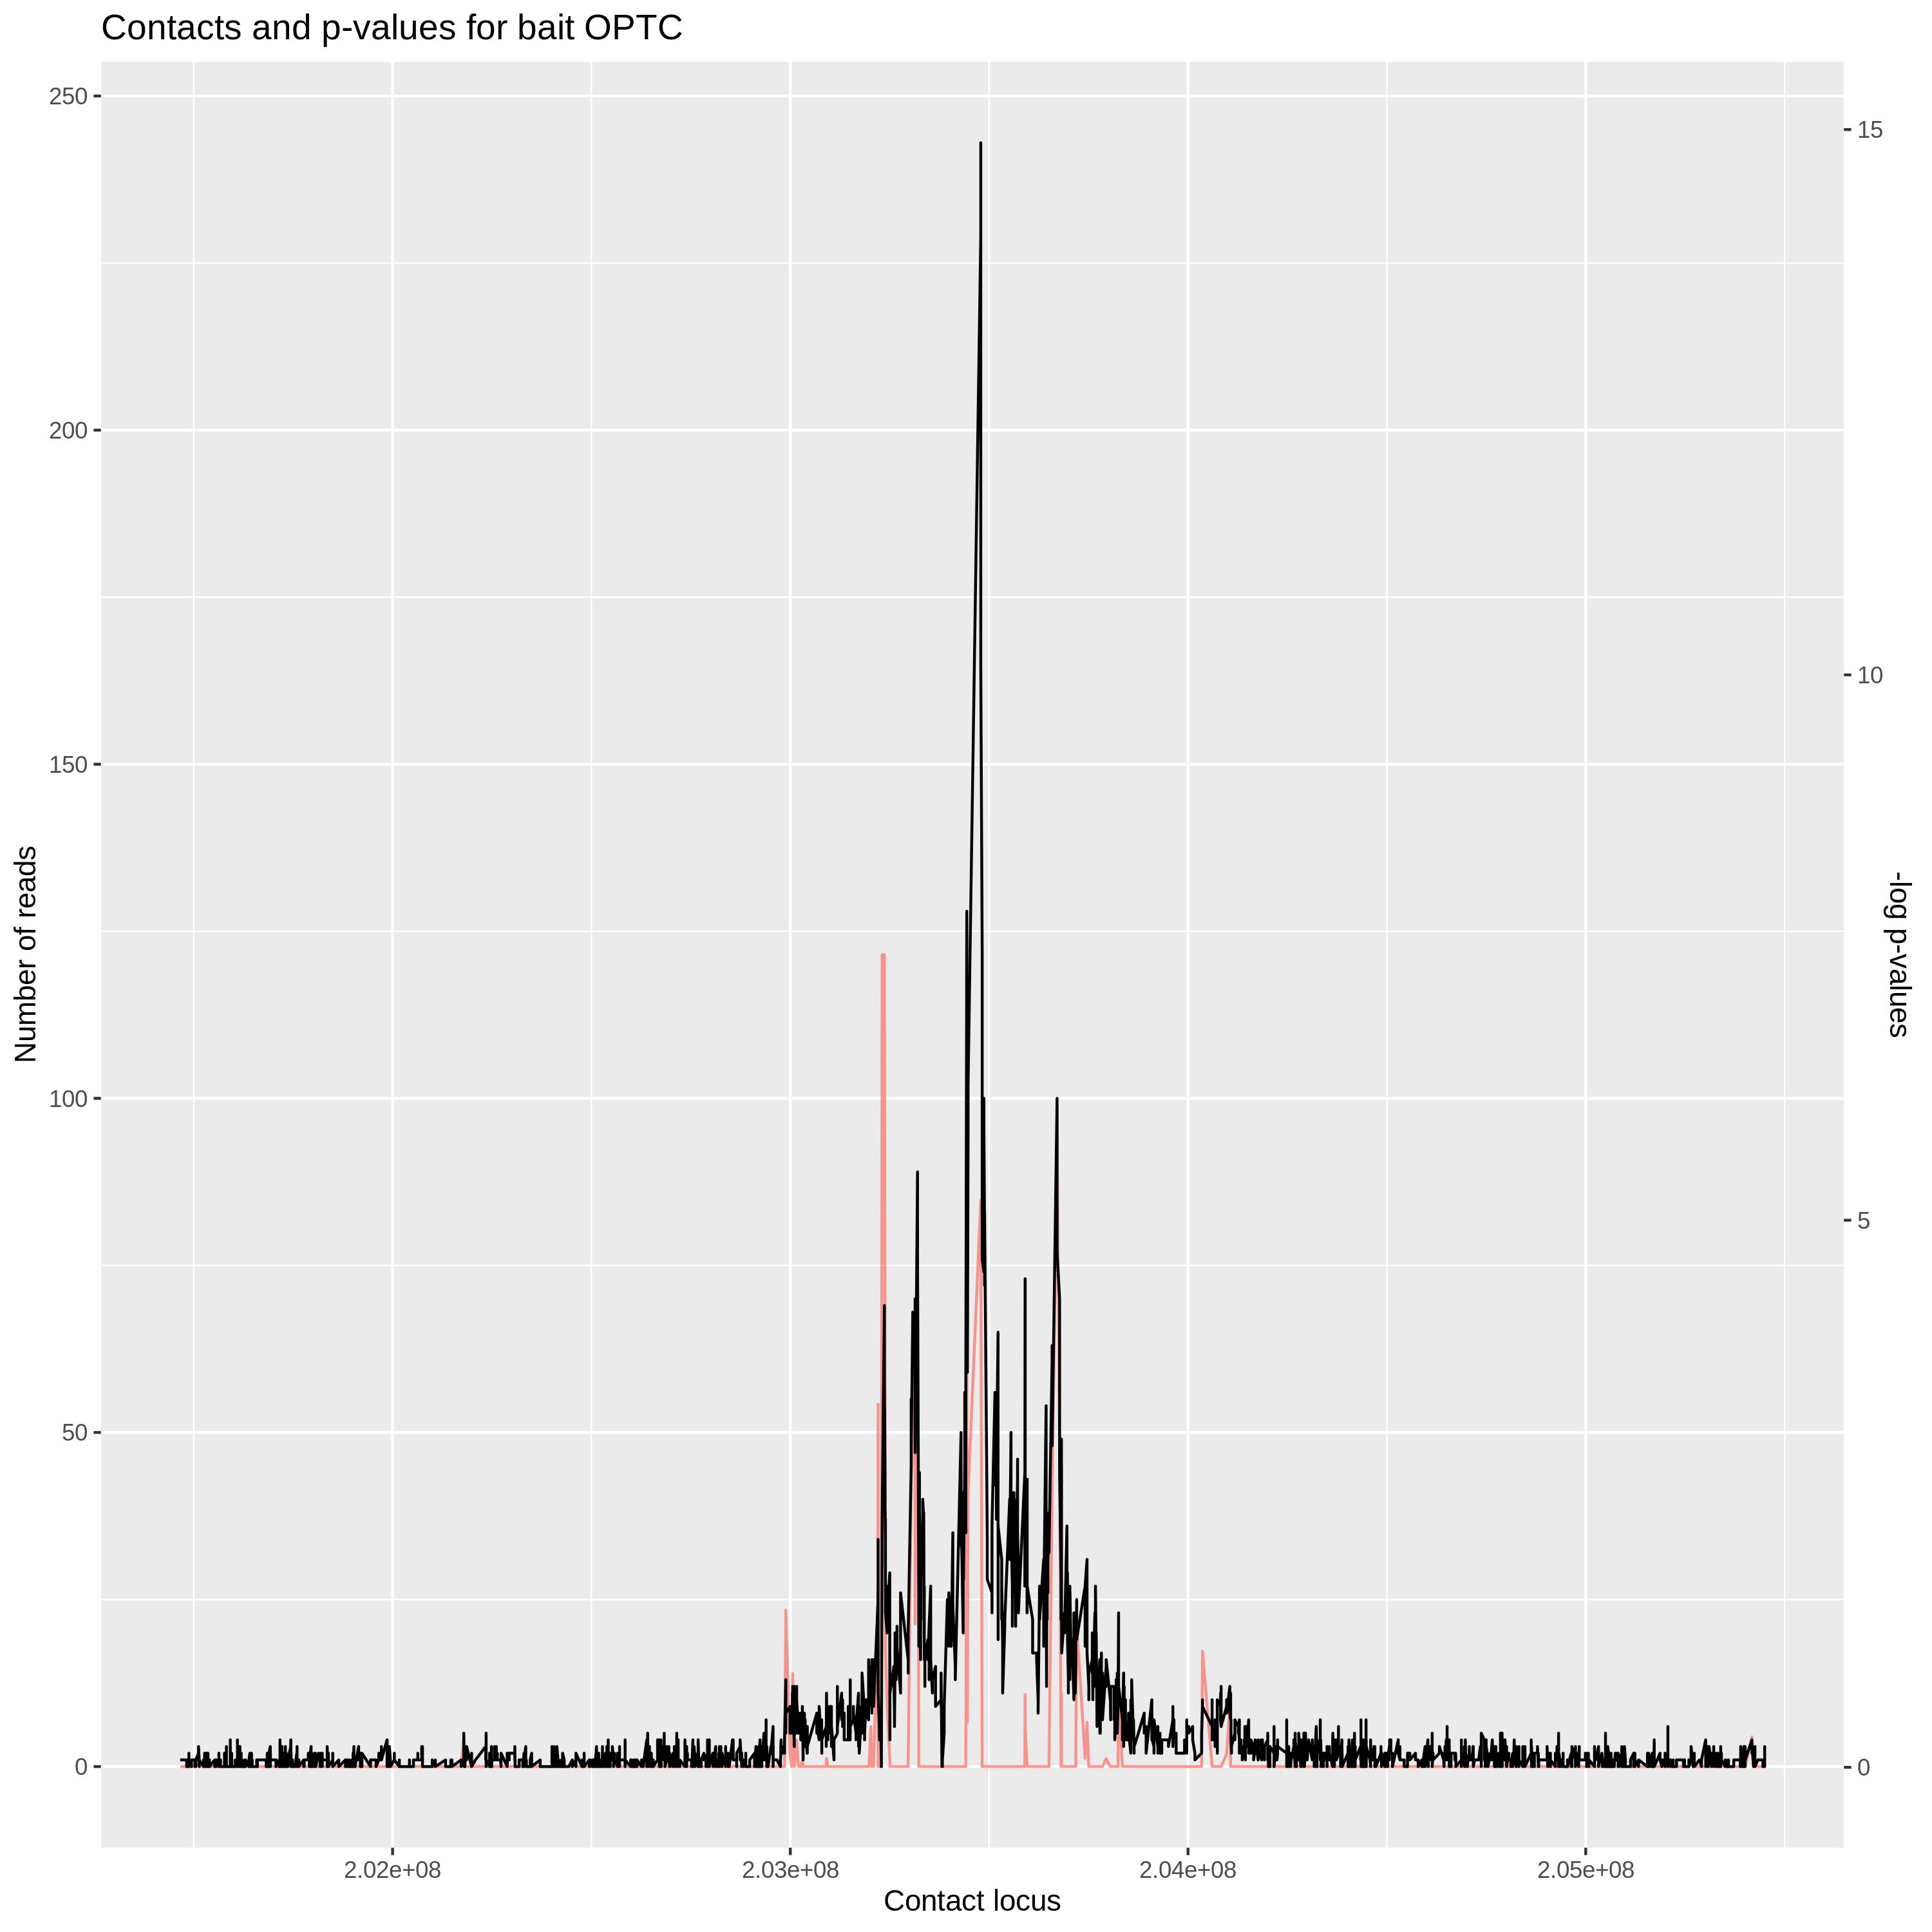 Contacts and p-values for bait OPTC
250
200
150
100
50
0
Number of reads
15
10
5
0
-log p-values
2.02e+08
2.03e+08
2.04e+08
2.05e+08
Contact locus